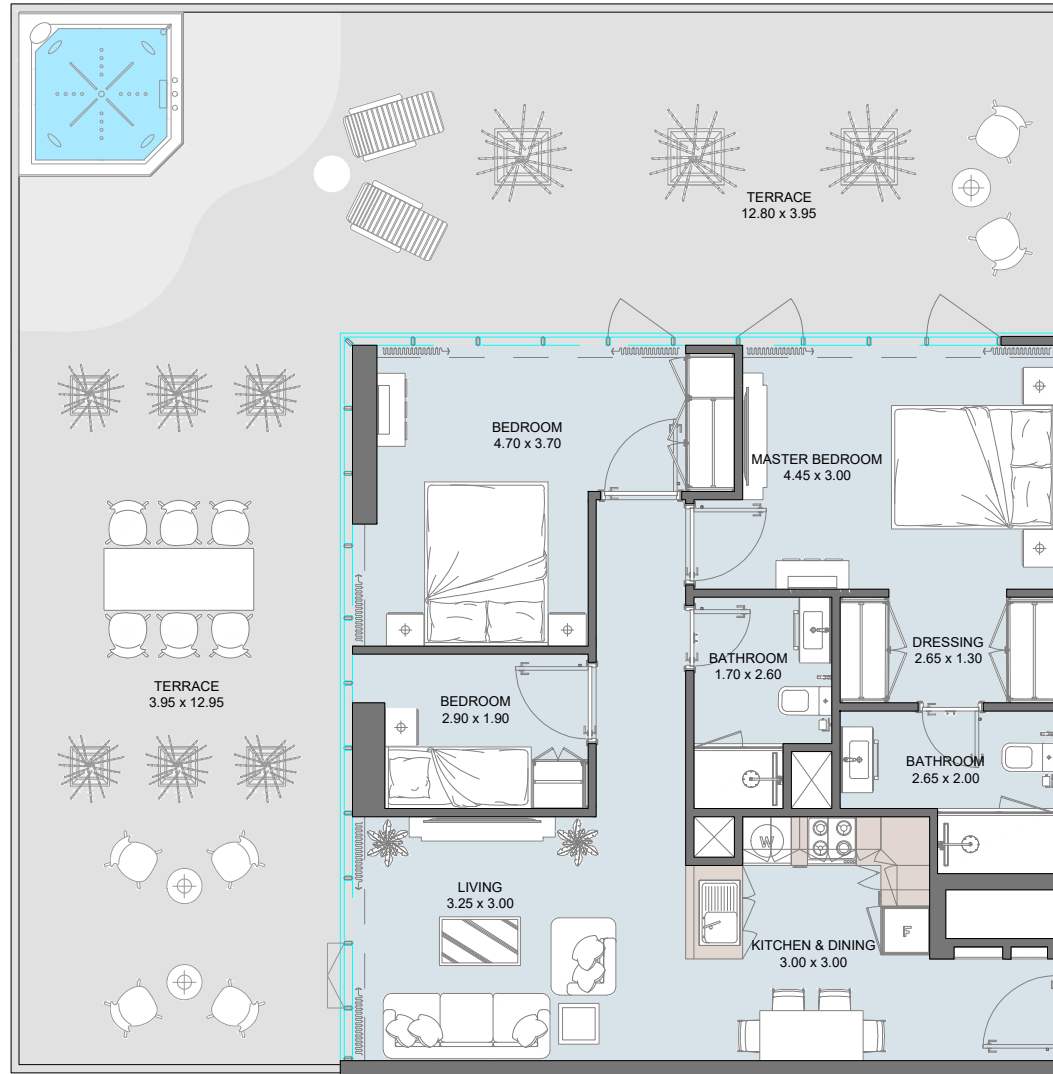 TERRACE
12.80 x 3.95
BEDROOM
4.70 x 3.70
MASTER BEDROOM
4.45 x 3.00
BATHROOM
1.70 x 2.60
DRESSING
2.65 x 1.30
TERRACE
3.95 x 12.95
BEDROOM
2.90 x 1.90
BATHROOM
2.65 x 2.00
W
LIVING
3.25 x 3.00
F
KITCHEN & DINING
3.00 x 3.00